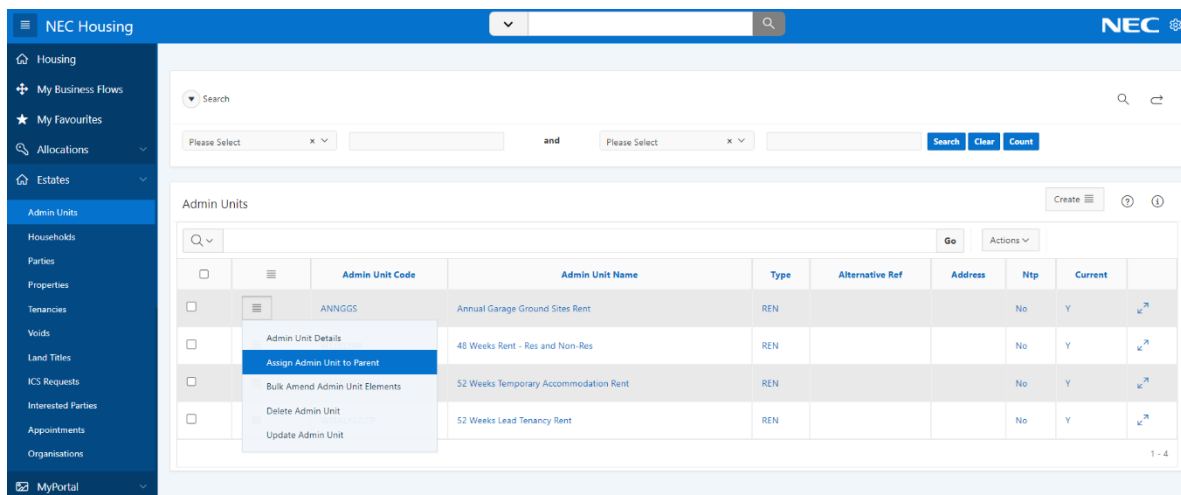 NEC Housing
NEC
Housing
My Business Flows
My Favourites
Allocations
Estates
Admin Units
Households
Parties
Properties
Tenancies
Voids
Land Titles
ICS Requests
Interested Parties
Appointments
Organisations
MyPortal
Search
Please Select x and Please Select x Search Clear Count
Admin Units Create
Go Actions
Admin Unit Code Admin Unit Name Type Alternative Ref Address Ntp Current
ANNGGS Annual Garage Ground Sites Rent REN No Y
48 Weeks Rent - Res and Non-Res REN No Y
52 Weeks Temporary Accommodation Rent REN No Y
52 Weeks Lead Tenancy Rent REN No Y
Admin Unit Details
Assign Admin Unit to Parent
Bulk Amend Admin Unit Elements
Delete Admin Unit
Update Admin Unit
1 - 4